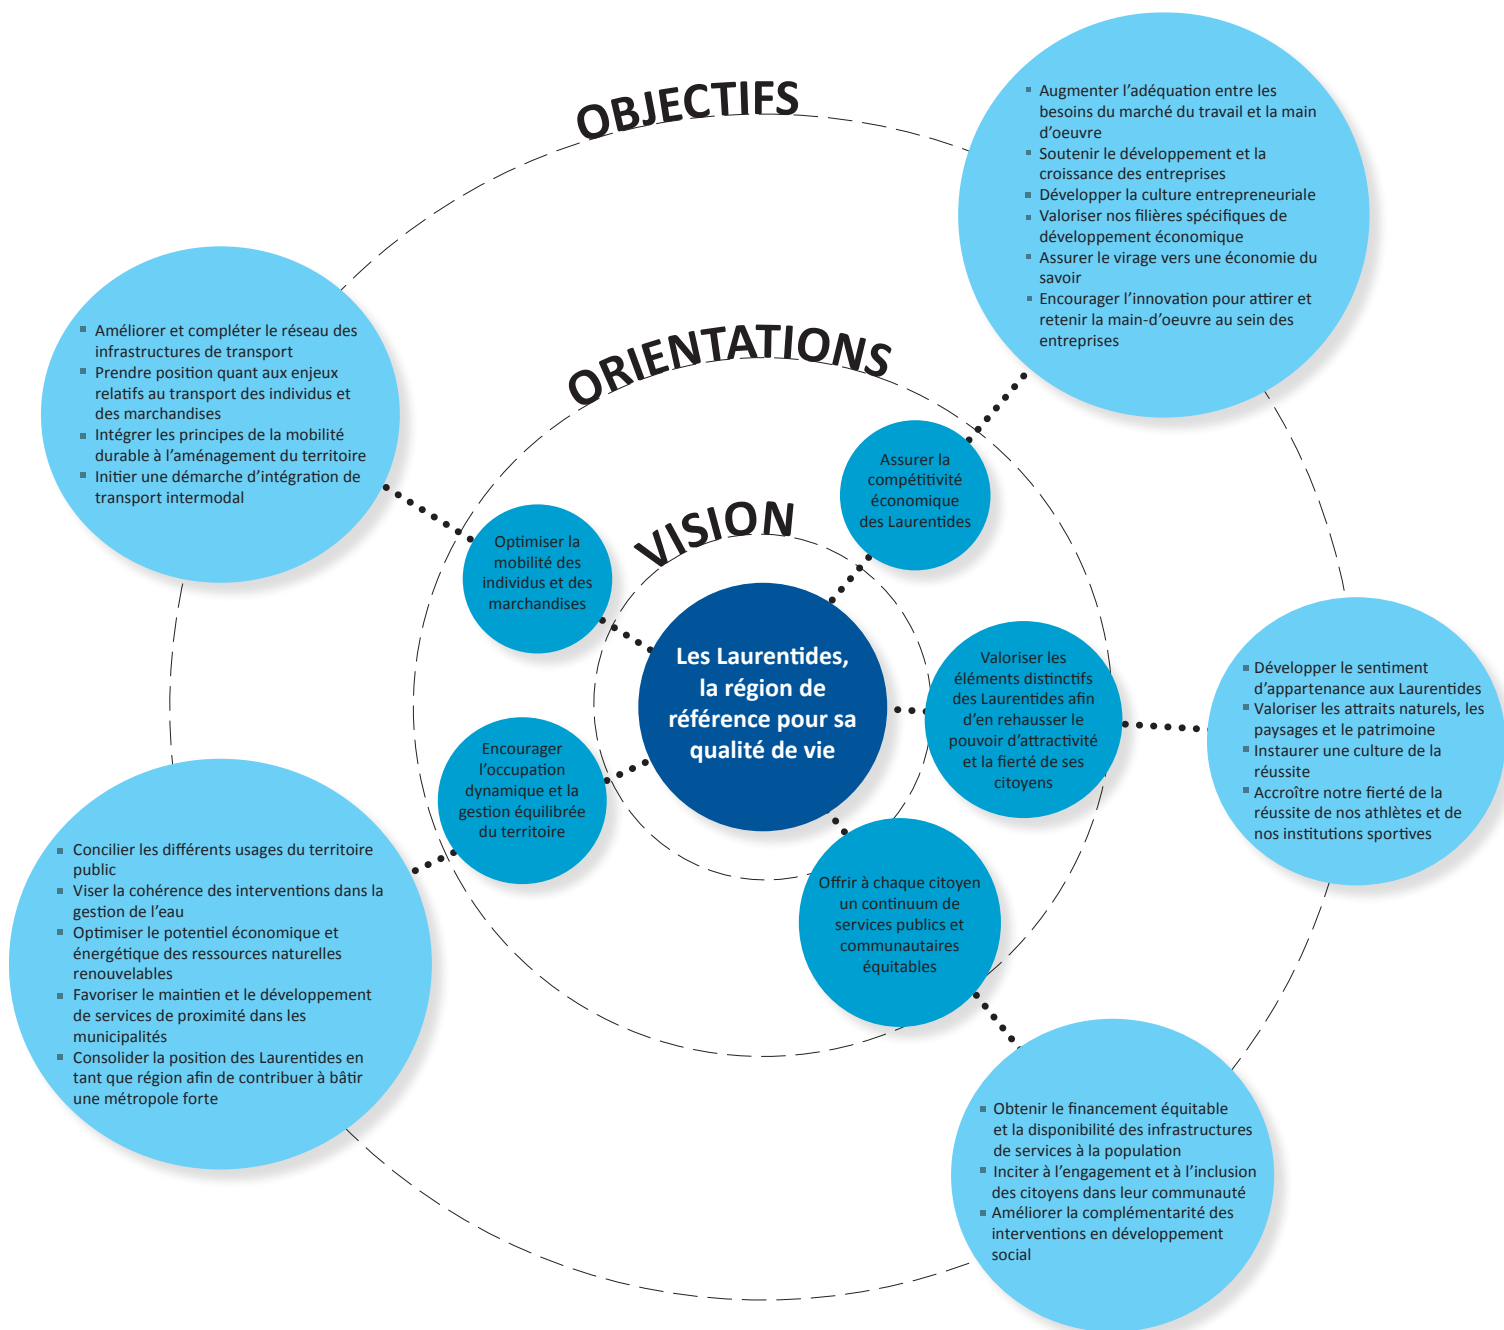 OBJECTIFS
ORIENTATIONS
VISION
Les Laurentides,
la région de
référence pour sa
qualité de vie
Assurer la
compétitivité
économique
des Laurentides
▪ Augmenter l’adéquation entre les
besoins du marché du travail et la main
d’oeuvre
▪ Soutenir le développement et la
croissance des entreprises
▪ Développer la culture entrepreneuriale
▪ Valoriser nos filières spécifiques de
développement économique
▪ Assurer le virage vers une économie du
savoir
▪ Encourager l’innovation pour attirer et
retenir la main-d’oeuvre au sein des
entreprises
Valoriser les
éléments distinctifs
des Laurentides afin
d’en rehausser le
pouvoir d’attractivité
et la fierté de ses
citoyens
▪ Développer le sentiment
d’appartenance aux Laurentides
▪ Valoriser les attraits naturels, les
paysages et le patrimoine
▪ Instaurer une culture de la
réussite
▪ Accroître notre fierté de la
réussite de nos athlètes et de
nos institutions sportives
Offrir à chaque citoyen
un continuum de
services publics et
communautaires
équitables
▪ Obtenir le financement équitable
et la disponibilité des infrastructures
de services à la population
▪ Inciter à l’engagement et à l’inclusion
des citoyens dans leur communauté
▪ Améliorer la complémentarité des
interventions en développement
social
Encourager
l’occupation
dynamique et la
gestion équilibrée
du territoire
▪ Concilier les différents usages du territoire
public
▪ Viser la cohérence des interventions dans la
gestion de l’eau
▪ Optimiser le potentiel économique et
énergétique des ressources naturelles
renouvelables
▪ Favoriser le maintien et le développement
de services de proximité dans les
municipalités
▪ Consolider la position des Laurentides en
tant que région afin de contribuer à bâtir
une métropole forte
Optimiser la
mobilité des
individus et des
marchandises
▪ Améliorer et compléter le réseau des
infrastructures de transport
▪ Prendre position quant aux enjeux
relatifs au transport des individus et
des marchandises
▪ Intégrer les principes de la mobilité
durable à l’aménagement du territoire
▪ Initier une démarche d’intégration de
transport intermodal